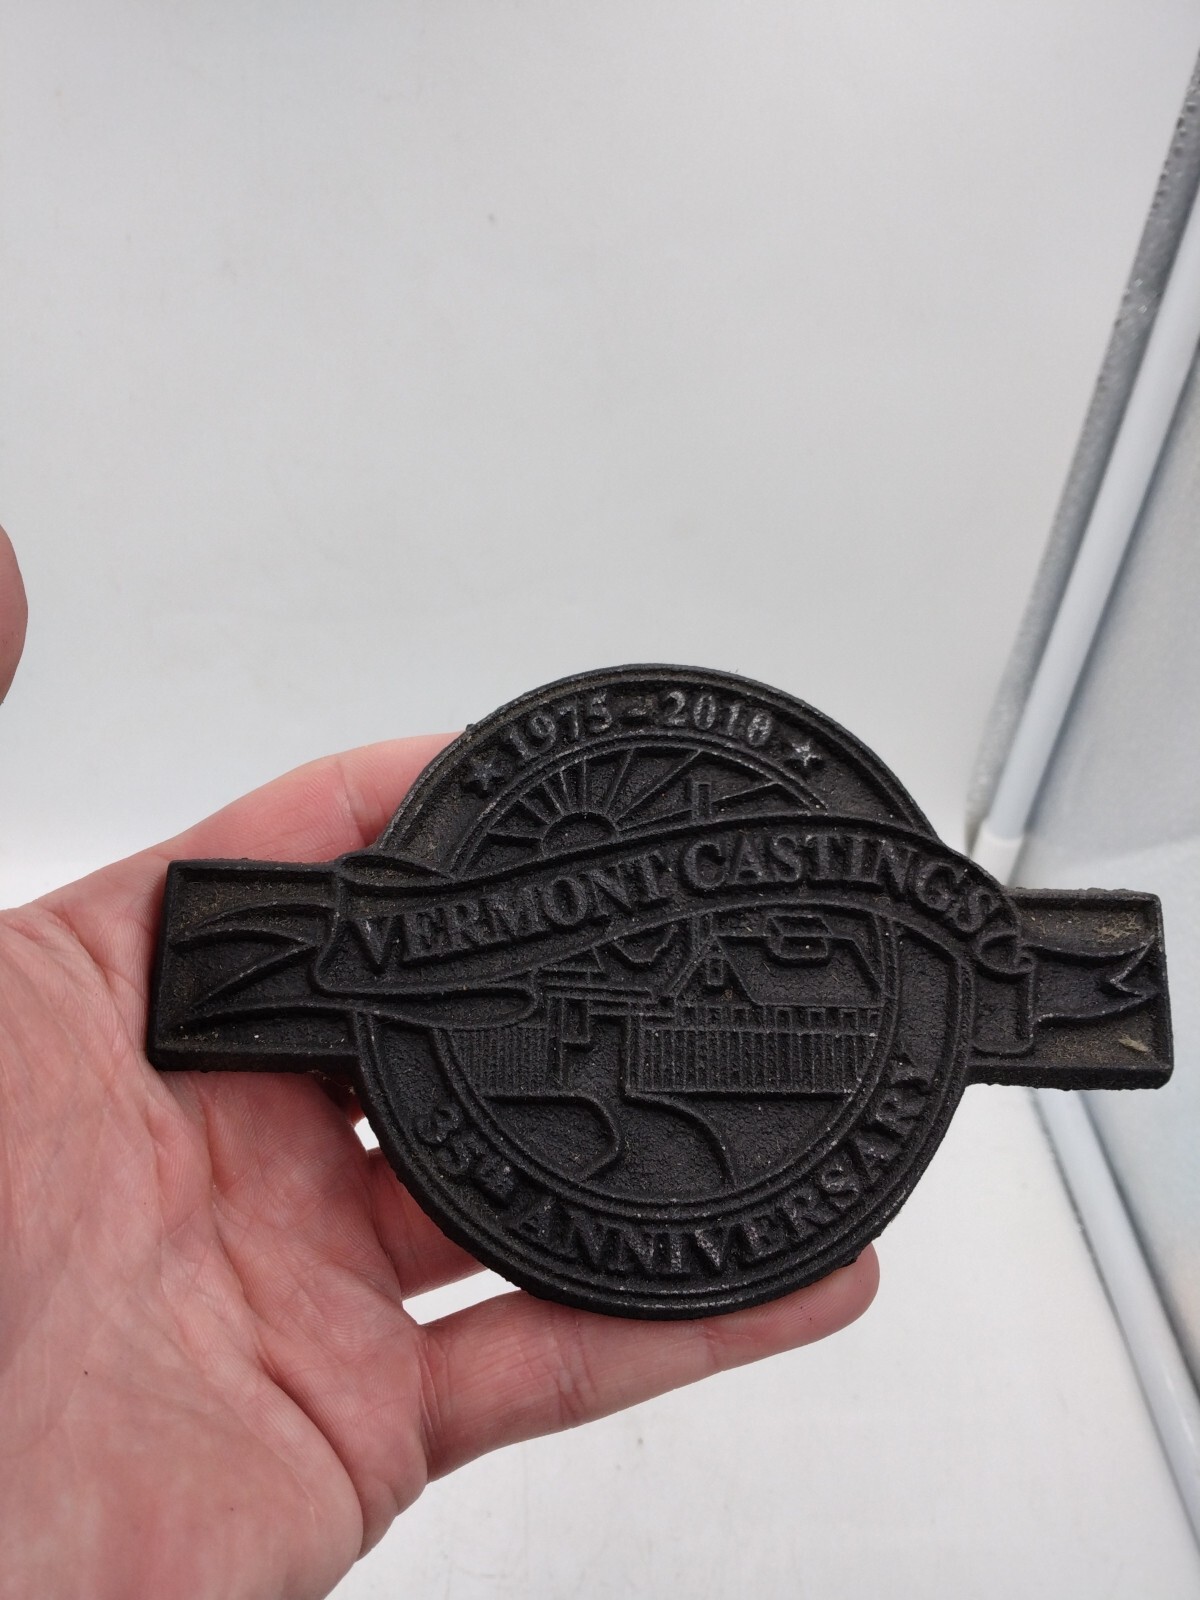 ★ 1975 - 2010 ★
VERMONT CASTINGS
35TH ANNIVERSARY